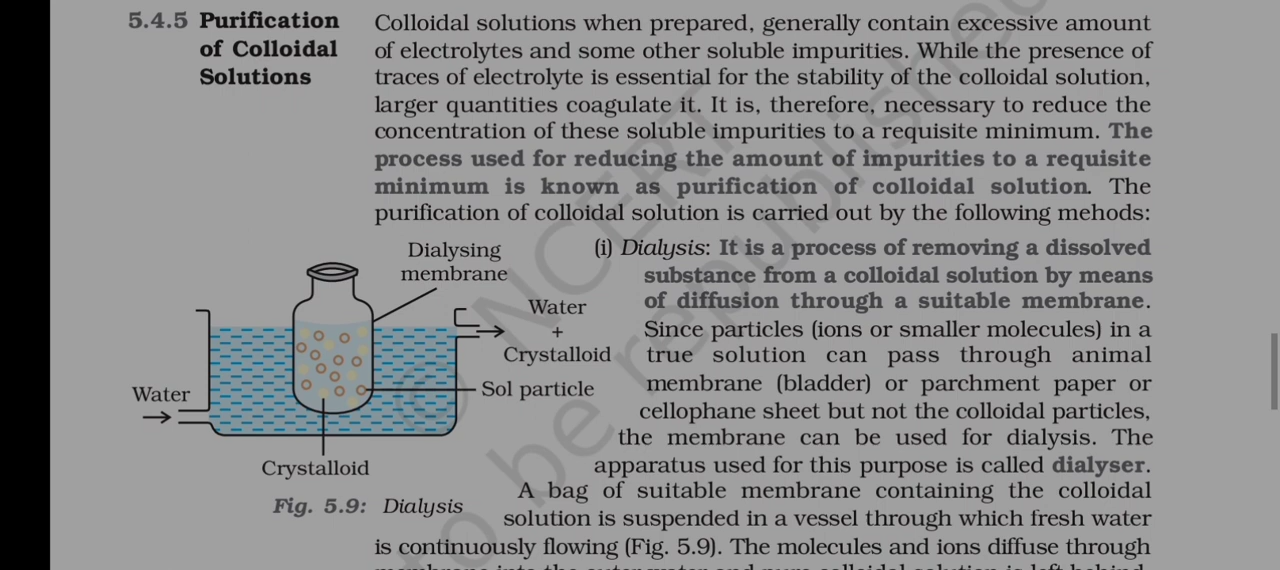 5.4.5 Purification
of Colloidal
Solutions
Colloidal solutions when prepared, generally contain excessive amount
of electrolytes and some other soluble impurities. While the presence of
traces of electrolyte is essential for the stability of the colloidal solution,
larger quantities coagulate it. It is, therefore, necessary to reduce the
concentration of these soluble impurities to a requisite minimum. The
process used for reducing the amount of impurities to a requisite
minimum is known as purification of colloidal solution. The
purification of colloidal solution is carried out by the following mehods:
Dialysing
membrane
Water
+
Crystalloid
Sol particle
Water
Crystalloid
Fig. 5.9: Dialysis
(i) Dialysis: It is a process of removing a dissolved
substance from a colloidal solution by means
of diffusion through a suitable membrane.
Since particles (ions or smaller molecules) in a
true solution can pass through animal
membrane (bladder) or parchment paper or
cellophane sheet but not the colloidal particles,
the membrane can be used for dialysis. The
apparatus used for this purpose is called dialyser.
A bag of suitable membrane containing the colloidal
solution is suspended in a vessel through which fresh water
is continuously flowing (Fig. 5.9). The molecules and ions diffuse through
© NCERT
o be republished